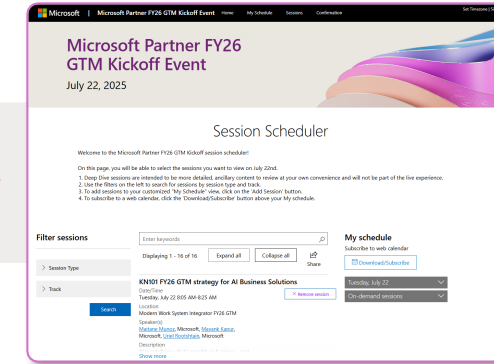 Microsoft | Microsoft Partner FY26 GTM Kickoff Event Home My Schedule Sessions Confirmation Set Timezone | S
Microsoft Partner FY26
GTM Kickoff Event
July 22, 2025
Session Scheduler
Welcome to the Microsoft Partner FY26 GTM Kickoff session scheduler!
On this page, you will be able to select the sessions you want to view on July 22nd.
1. Deep Dive sessions are intended to be more detailed, ancillary content to review at your own convenience and will not be part of the live experience.
2. Use the filters on the left to search for sessions by session type and track.
3. To add sessions to your customized "My Schedule" view, click on the 'Add Session' button.
4. To subscribe to a web calendar, click the 'Download/Subscribe' button above your My schedule.
Filter sessions
Session Type
Track
Search
Enter keywords
Displaying 1 - 16 of 16 Expand all Collapse all Share
KN101 FY26 GTM strategy for AI Business Solutions
Date/Time
Tuesday, July 22 8:05 AM-8:25 AM
× Remove session
Location
Modern Work System Integrator FY26 GTM
Speaker(s)
Marlane Munoz, Microsoft, Mayank Kapur,
Microsoft, Uriel Rootshtain, Microsoft
Description
Show more
My schedule
Subscribe to web calendar
Download/Subscribe
Tuesday, July 22
On-demand sessions